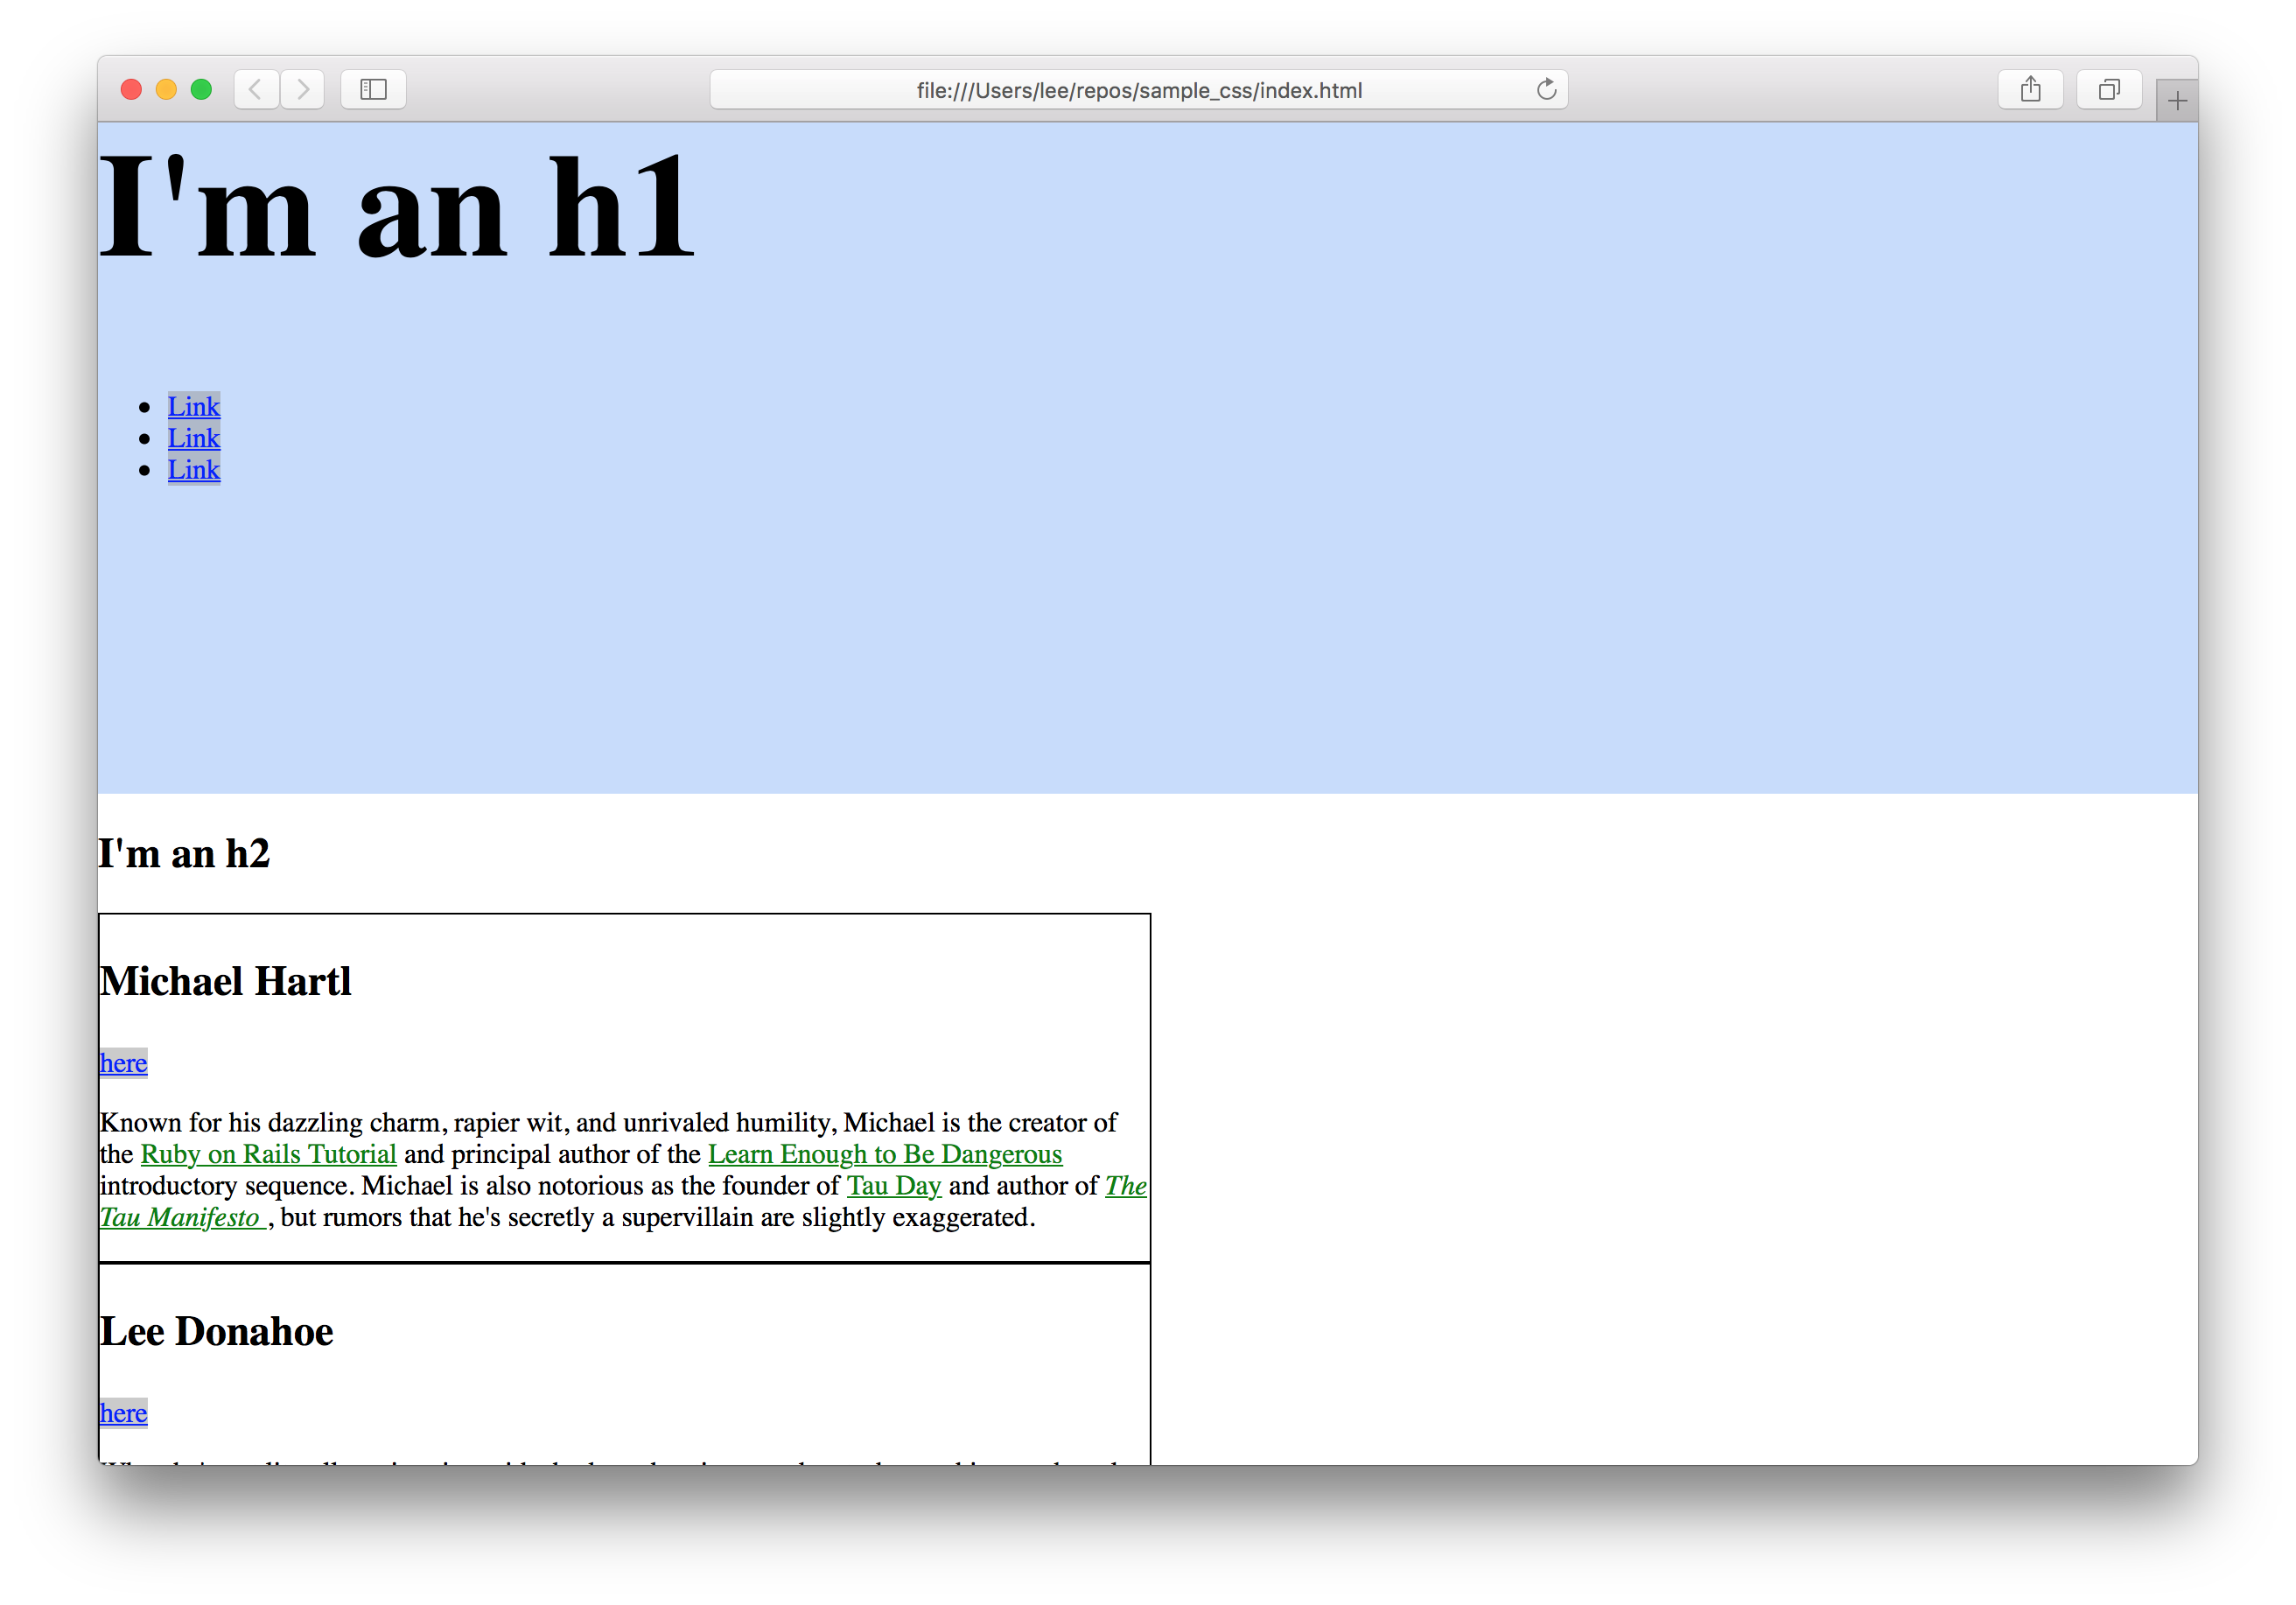 file:///Users/lee/repos/sample_css/index.html
I'm an h1
Link
Link
Link
I'm an h2
Michael Hartl
here
Known for his dazzling charm, rapier wit, and unrivaled humility, Michael is the creator of
the Ruby on Rails Tutorial and principal author of the Learn Enough to Be Dangerous
introductory sequence. Michael is also notorious as the founder of Tau Day and author of The
Tau Manifesto , but rumors that he's secretly a supervillain are slightly exaggerated.
Lee Donahoe
here